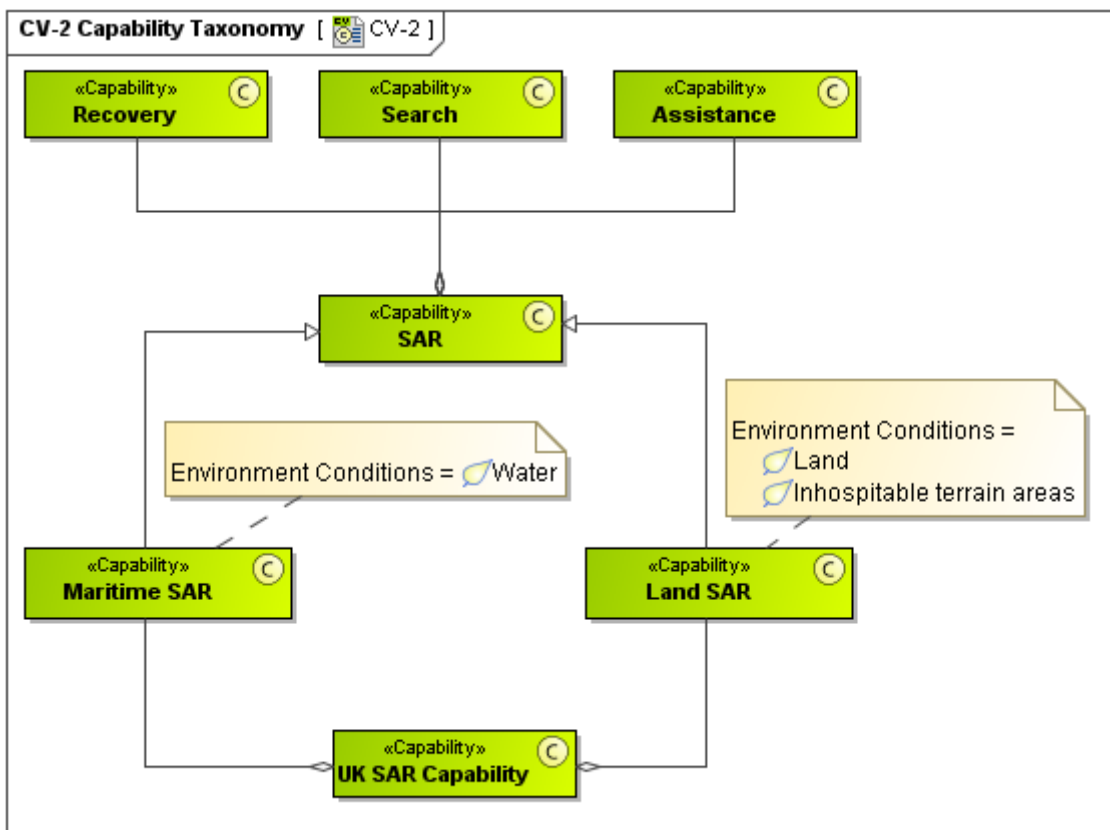 CV-2 Capability Taxonomy [ CV C CV-2 ]
«Capability» C
Recovery
«Capability» C
Search
«Capability» C
Assistance
«Capability» C
SAR
Environment Conditions = Water
Environment Conditions =
Land
Inhospitable terrain areas
«Capability» C
Maritime SAR
«Capability» C
Land SAR
«Capability» C
UK SAR Capability